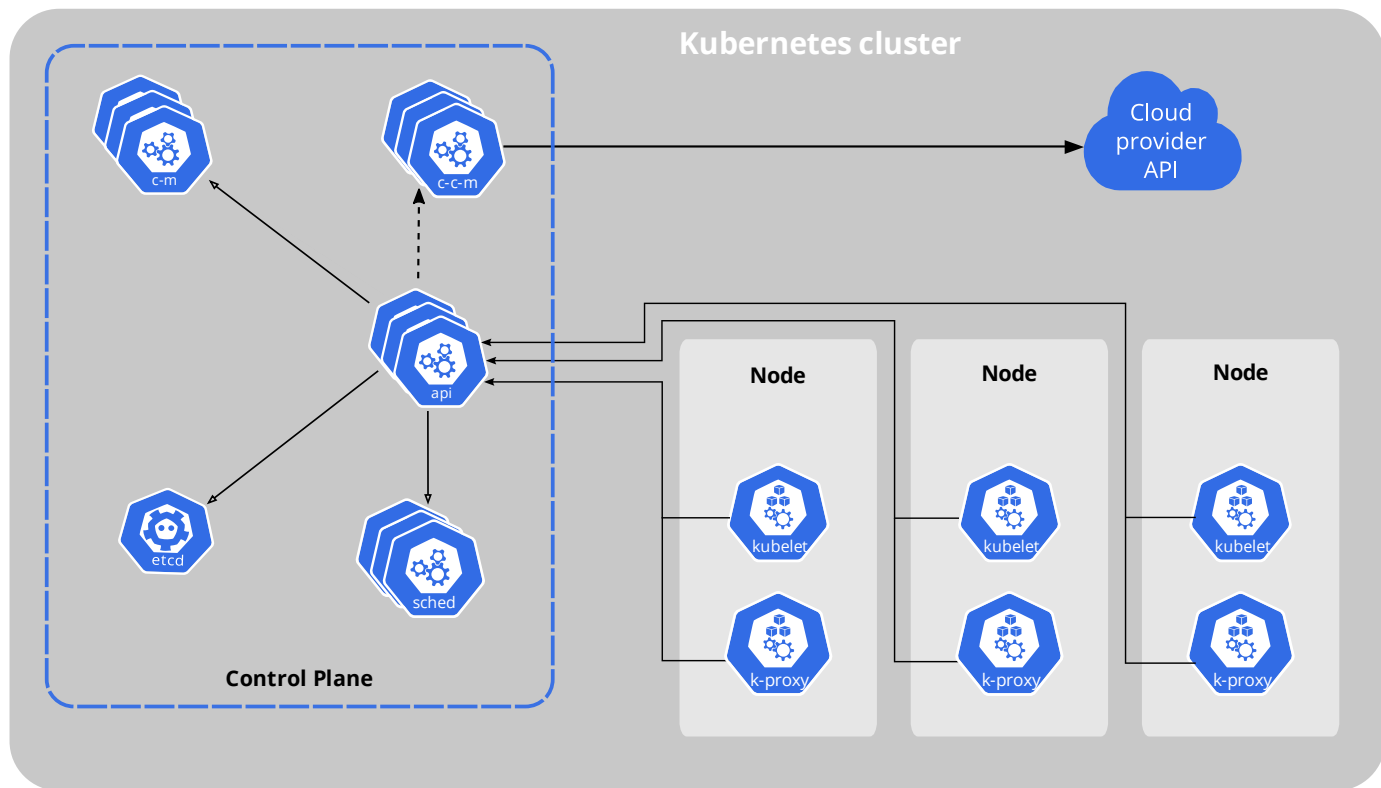 Kubernetes cluster
c-m
c-c-m
Cloud
provider
API
api
etcd
sched
Control Plane
Node
kubelet
k-proxy
Node
kubelet
k-proxy
Node
kubelet
k-proxy